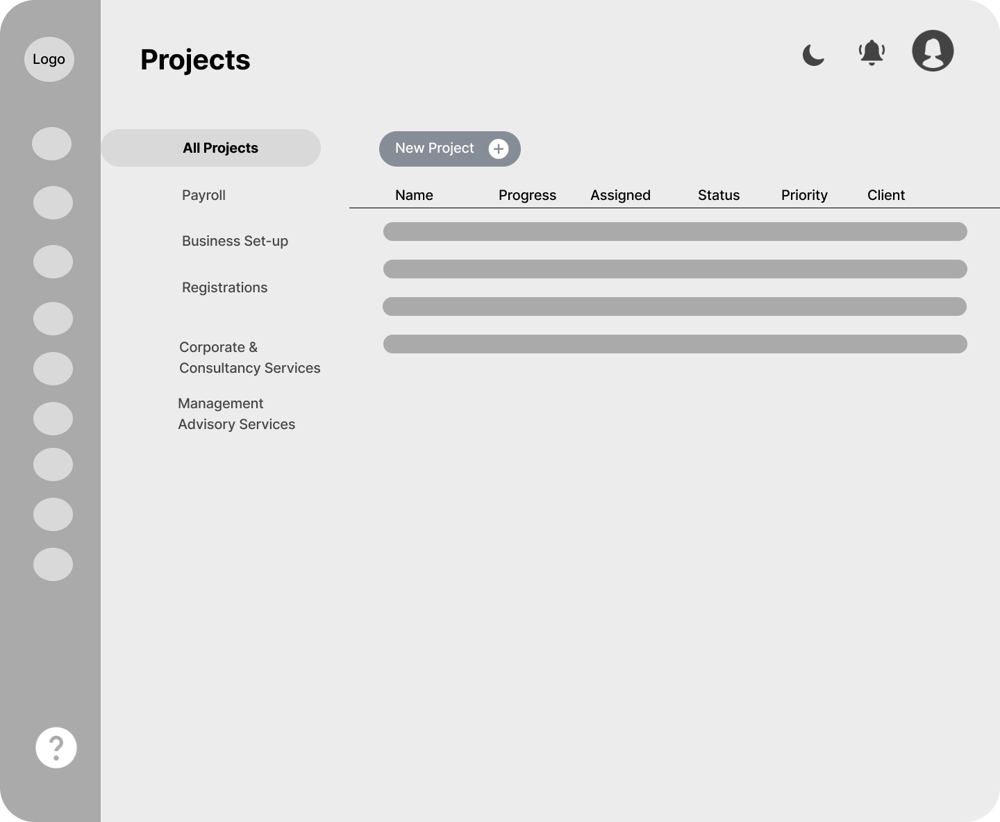 Logo
Projects
All Projects
New Project
Payroll
Name Progress Assigned Status Priority Client
Business Set-up
Registrations
Corporate &
Consultancy Services
Management
Advisory Services
?